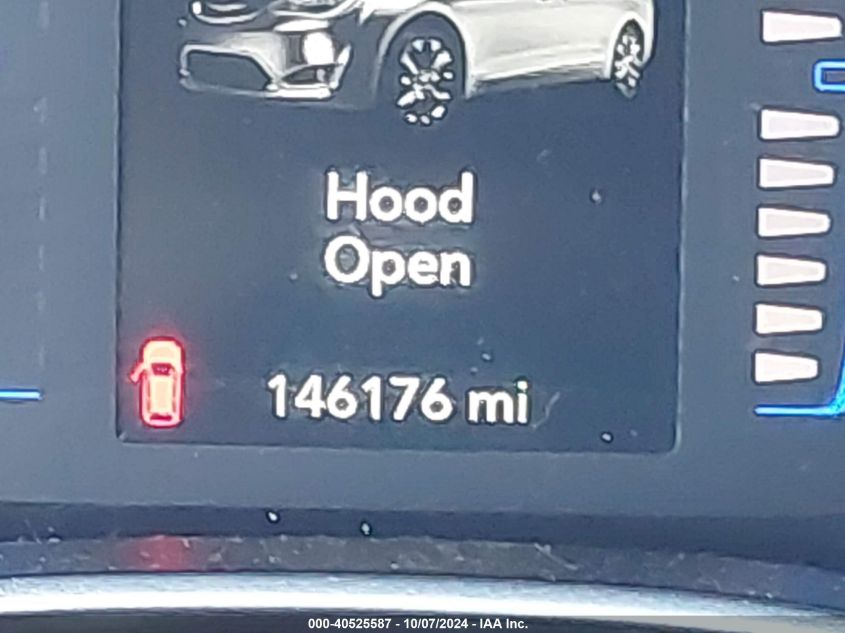 Hood
Open
146176 mi
000-40525587 - 10/07/2024 - IAA Inc.